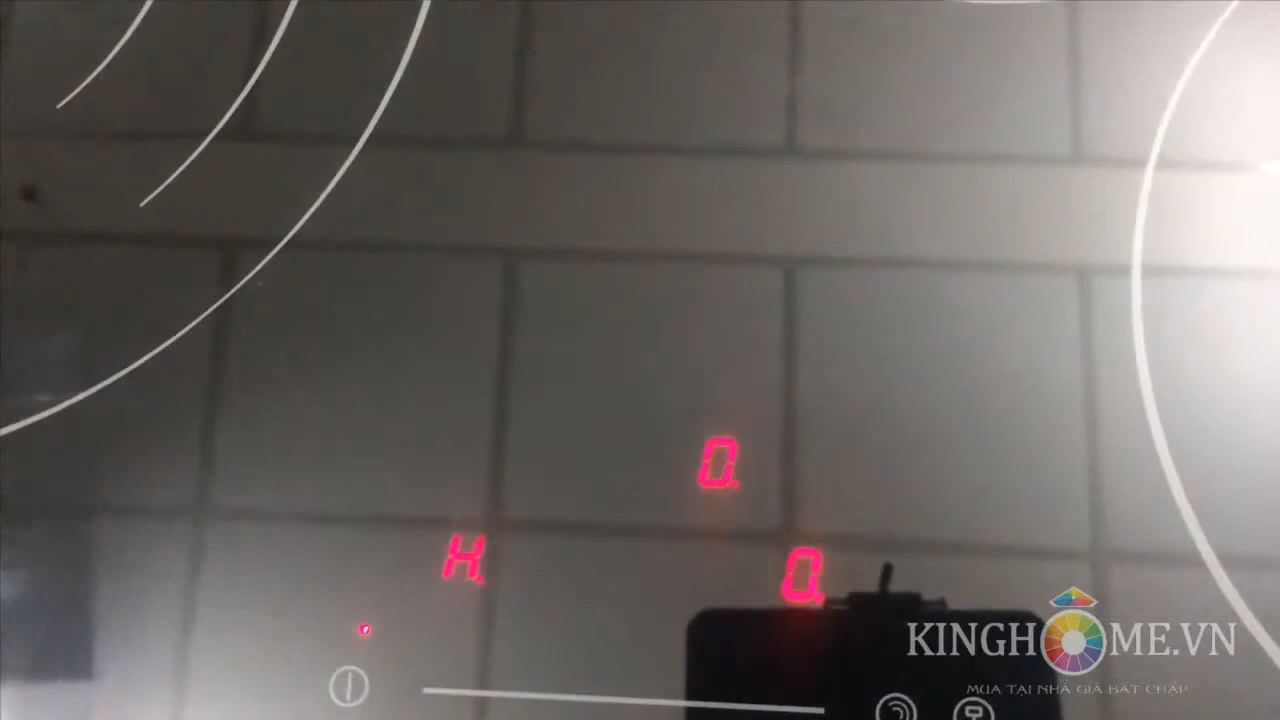 0.
H.
0.
KINGHOME.VN
MUA TẠI NHÀ GIÁ BẤT CHẤP